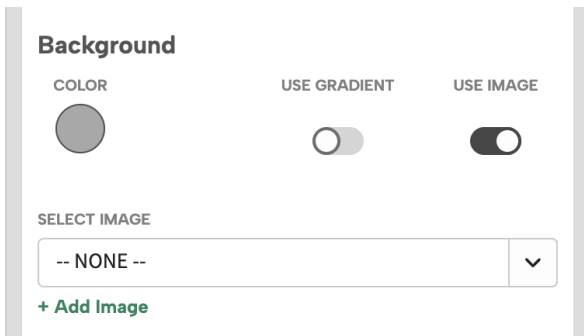 Background
COLOR USE GRADIENT USE IMAGE
SELECT IMAGE
-- NONE --
+ Add Image